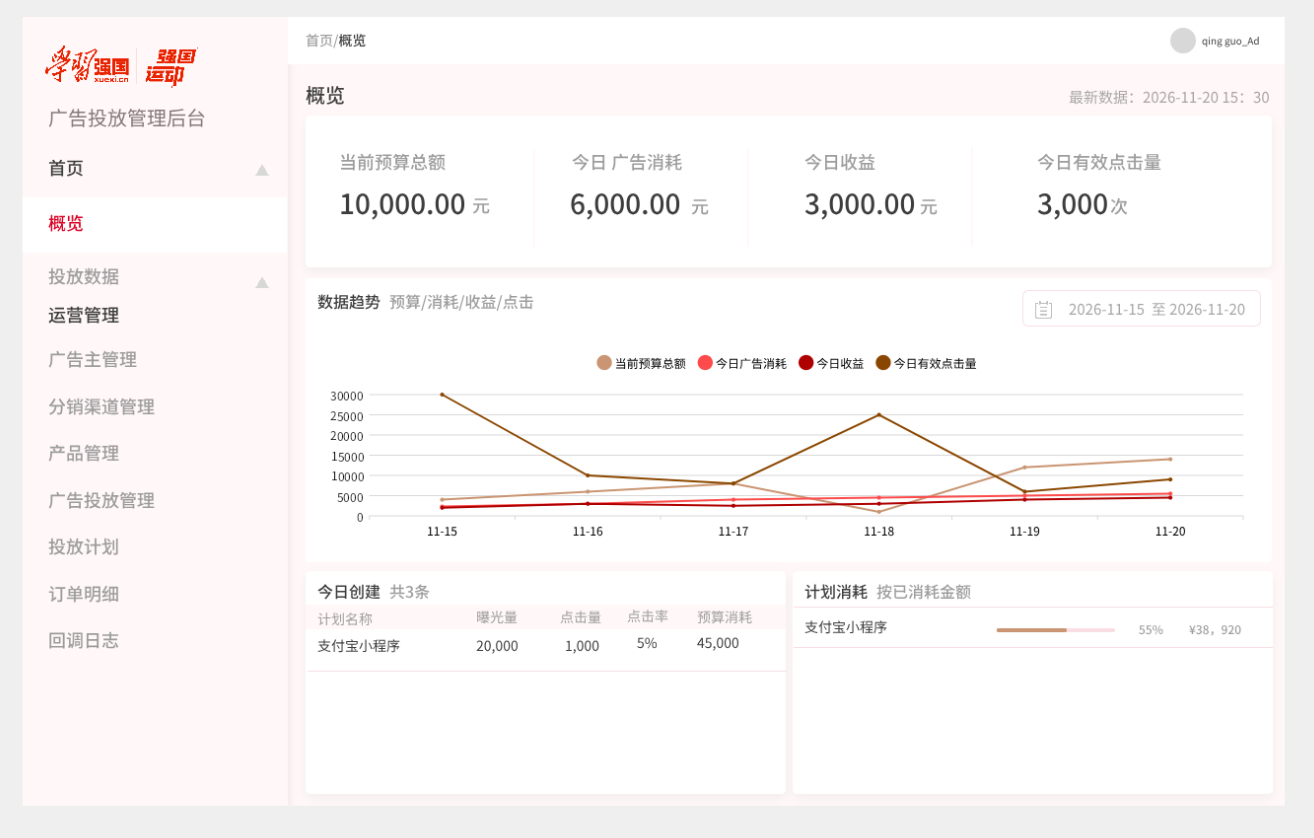 学习强国
xuexi.cn
强国
运动
广告投放管理后台
首页
概览
投放数据
运营管理
广告主管理
分销渠道管理
产品管理
广告投放管理
投放计划
订单明细
回调日志
首页/概览
qing guo_Ad
概览
最新数据：2026-11-20 15：30
当前预算总额 今日 广告消耗 今日收益 今日有效点击量
10,000.00 元 6,000.00 元 3,000.00 元 3,000次
数据趋势 预算/消耗/收益/点击
2026-11-15 至 2026-11-20
当前预算总额 今日广告消耗 今日收益 今日有效点击量
30000
25000
20000
15000
10000
5000
0
11-15 11-16 11-17 11-18 11-19 11-20
今日创建 共3条
计划名称 曝光量 点击量 点击率 预算消耗
支付宝小程序 20,000 1,000 5% 45,000
计划消耗 按已消耗金额
支付宝小程序 55% ¥38，920